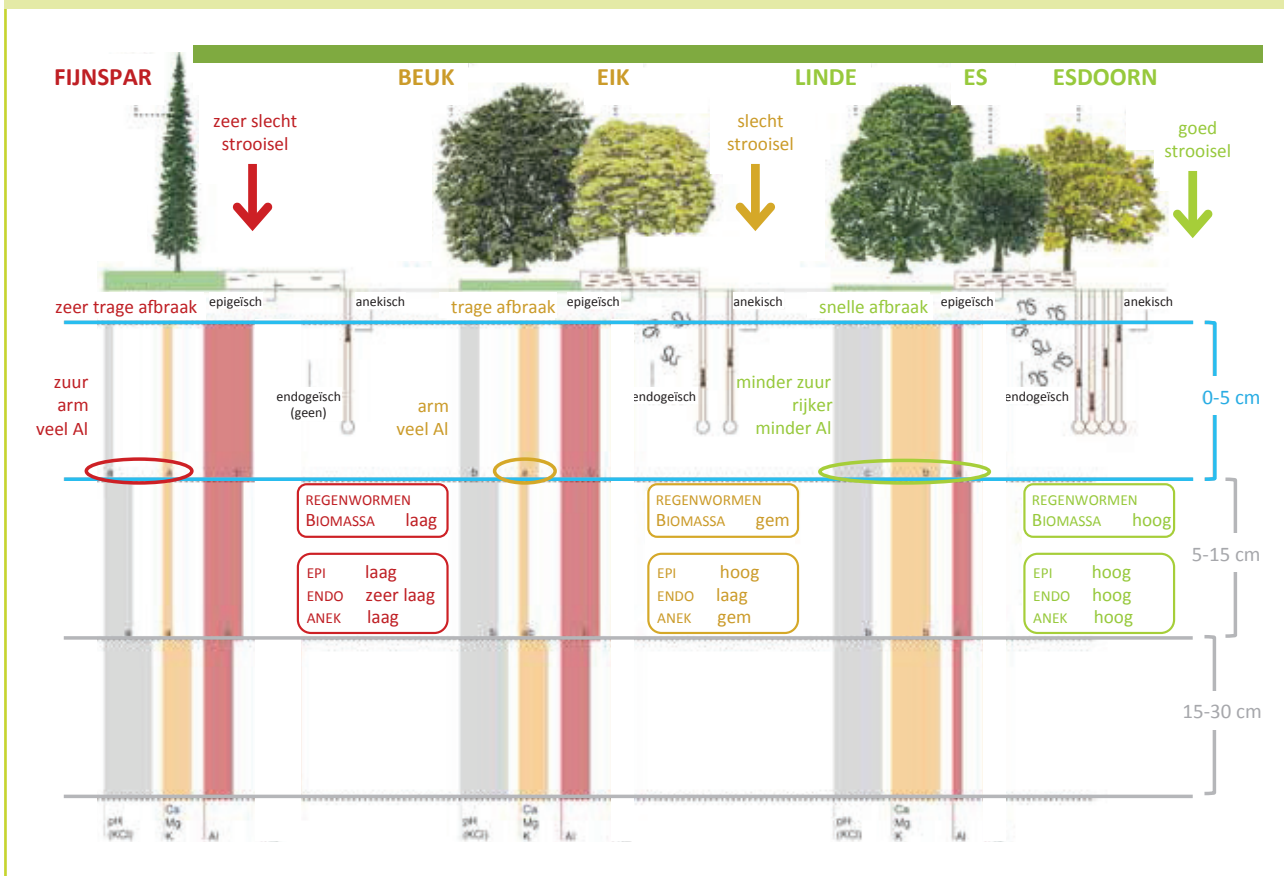 FIJNSPAR
BEUK
EIK
LINDE
ES
ESDOORN
zeer slecht
strooisel
slecht
strooisel
goed
strooisel
zeer trage afbraak
epigeïsch
anekisch
trage afbraak
epigeïsch
anekisch
snelle afbraak
epigeïsch
anekisch
zuur
arm
veel Al
endogeïsch
(geen)
arm
veel Al
endogeïsch
minder zuur
rijker
minder Al
endogeïsch
0-5 cm
a
b
a
c
b
REGENWORMEN
BIOMASSA laag
REGENWORMEN
BIOMASSA gem
REGENWORMEN
BIOMASSA hoog
5-15 cm
EPI laag
ENDO zeer laag
ANEK laag
EPI hoog
ENDO laag
ANEK gem
EPI hoog
ENDO hoog
ANEK hoog
a
a
b
ab
b
b
15-30 cm
pH
(KCl)
Ca
Mg
K
Al
pH
(KCl)
Ca
Mg
K
Al
pH
(KCl)
Ca
Mg
K
Al